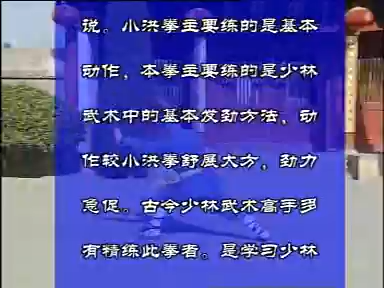 说。小洪拳主要练的是基本
动作，本拳主要练的是少林
武术中的基本发劲方法，动
作较小洪拳舒展大方，劲力
急促。古今少林武术高手多
有精练此拳者。是学习少林